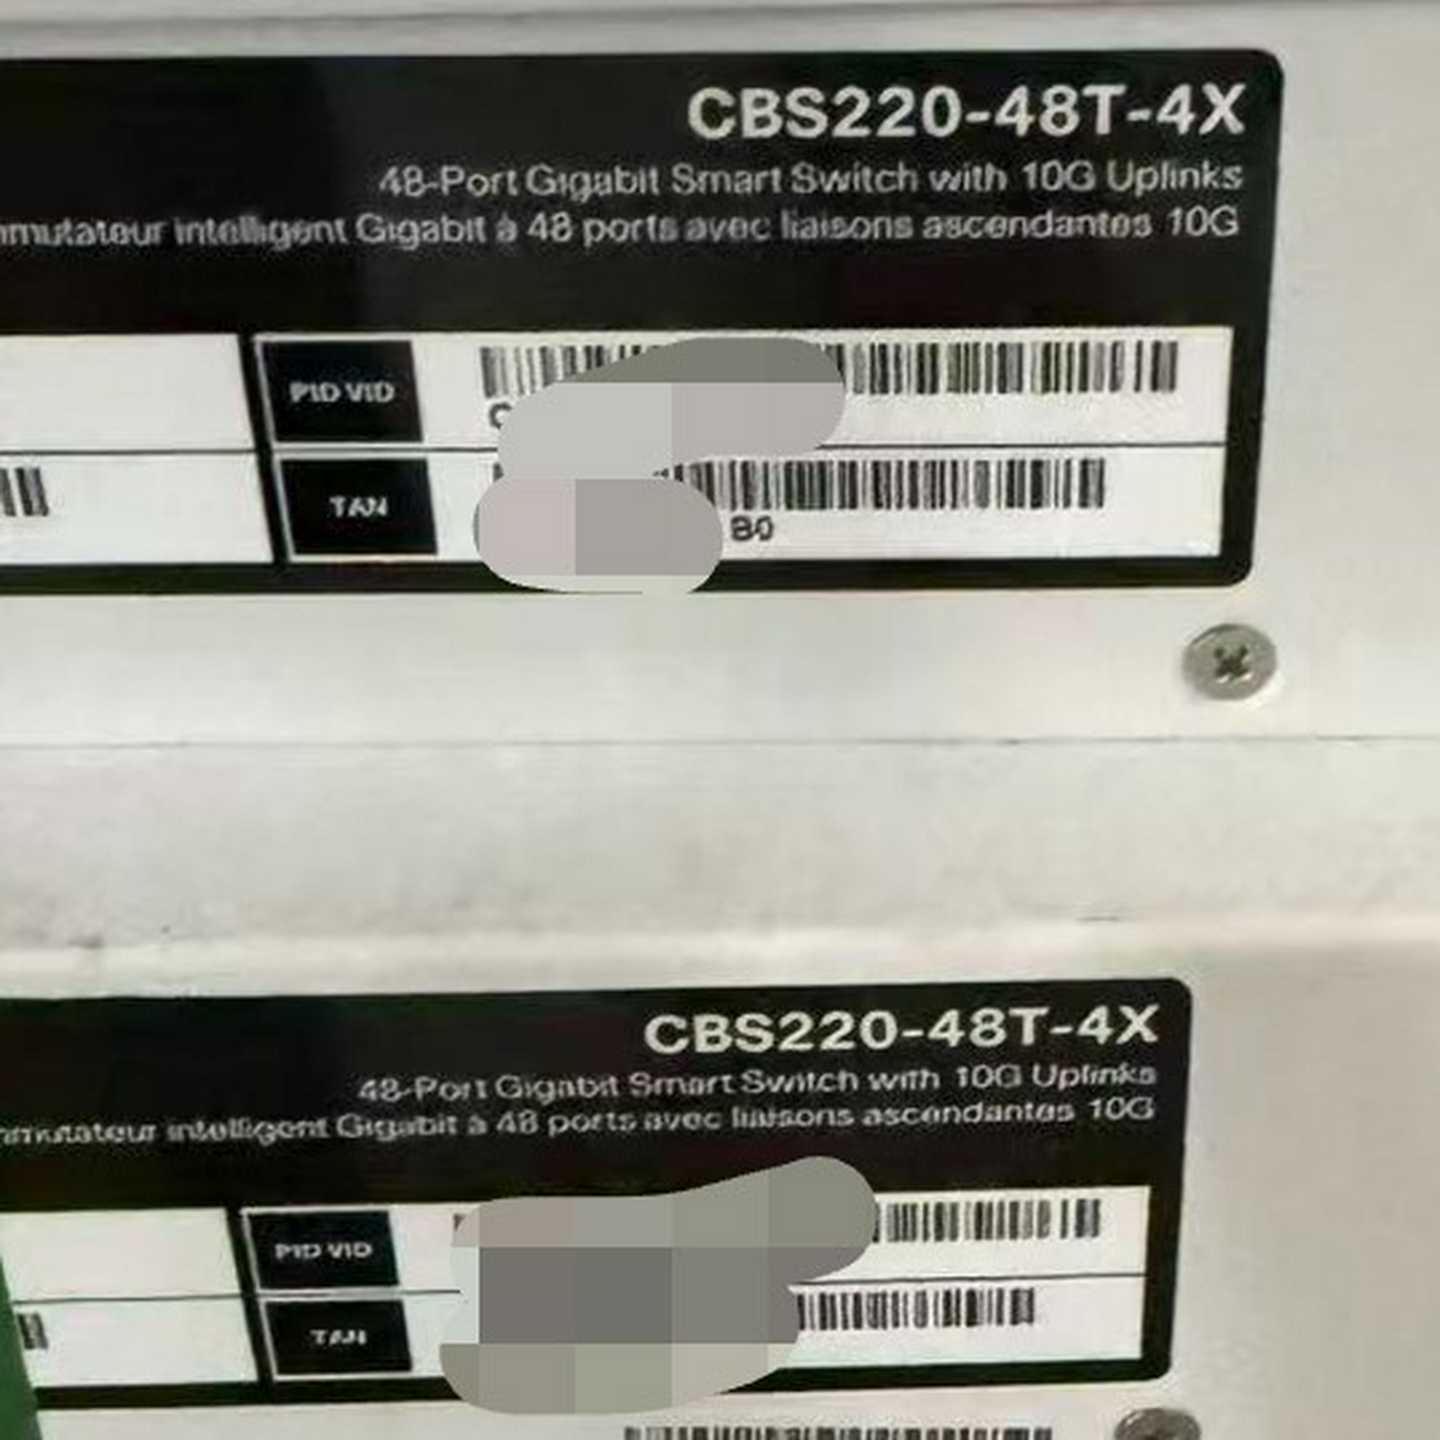 CBS220-48T-4X
48-Port Gigabit Smart Switch with 10G Uplinks
intelligent Gigabit à 48 ports avec liaisons ascendantes 10G
PID VID
TAN
B0
CBS220-48T-4X
48-Port Gigabit Smart Switch with 10G Uplinks
intelligent Gigabit à 48 ports avec liaisons ascendantes 10G
PID VID
TAN